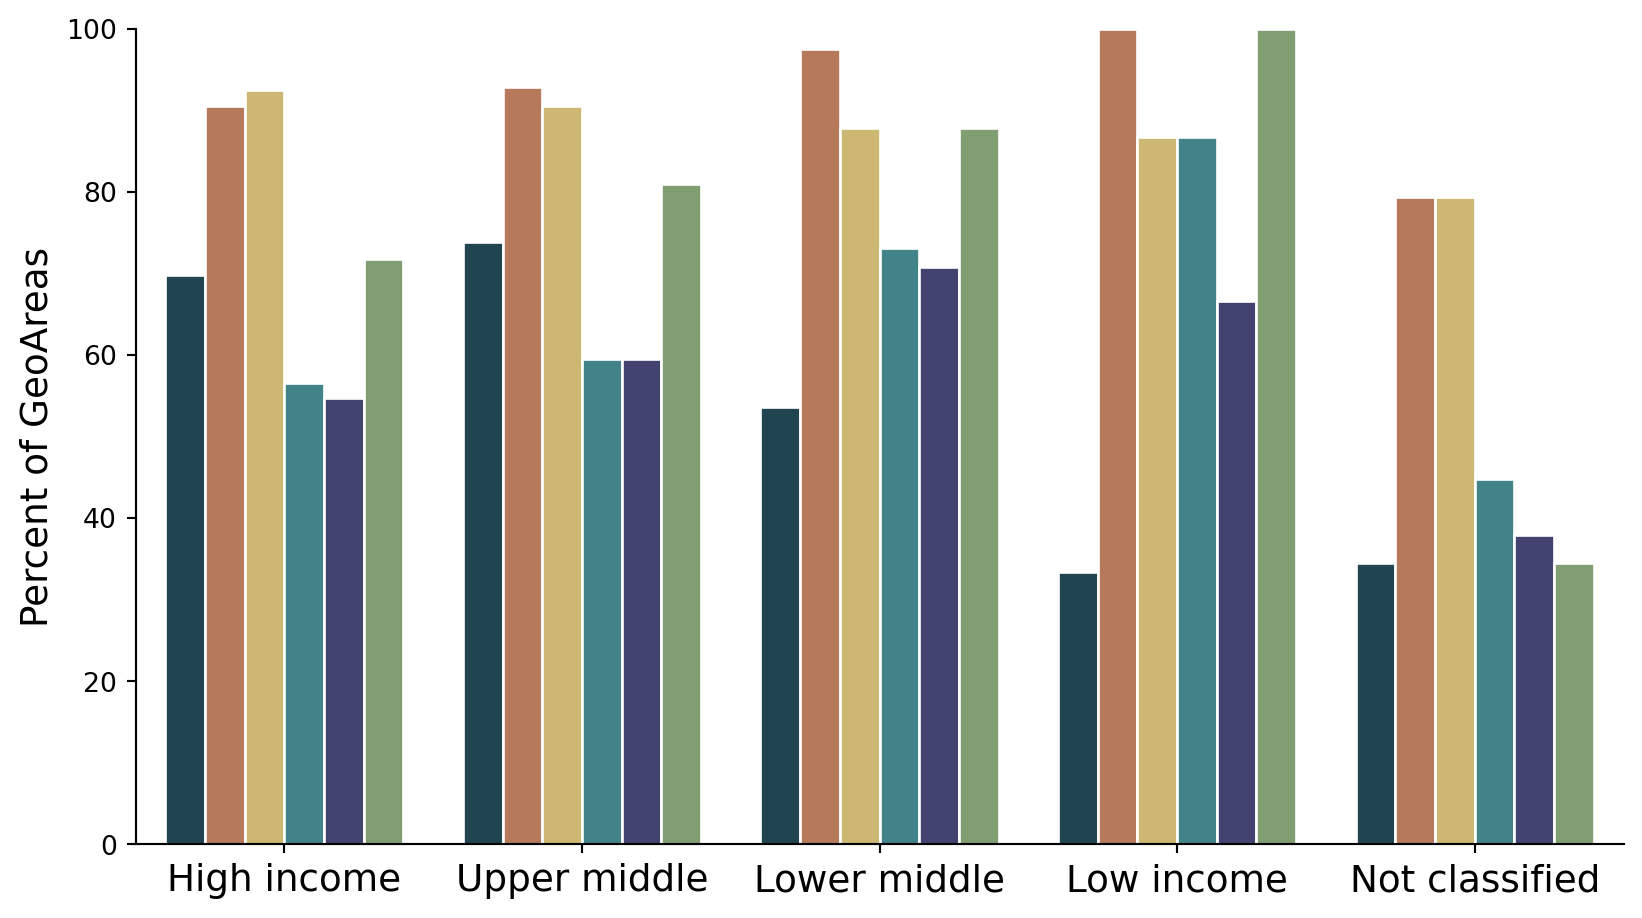 Percent of GeoAreas
100
80
60
40
20
0
High income
Upper middle
Lower middle
Low income
Not classified